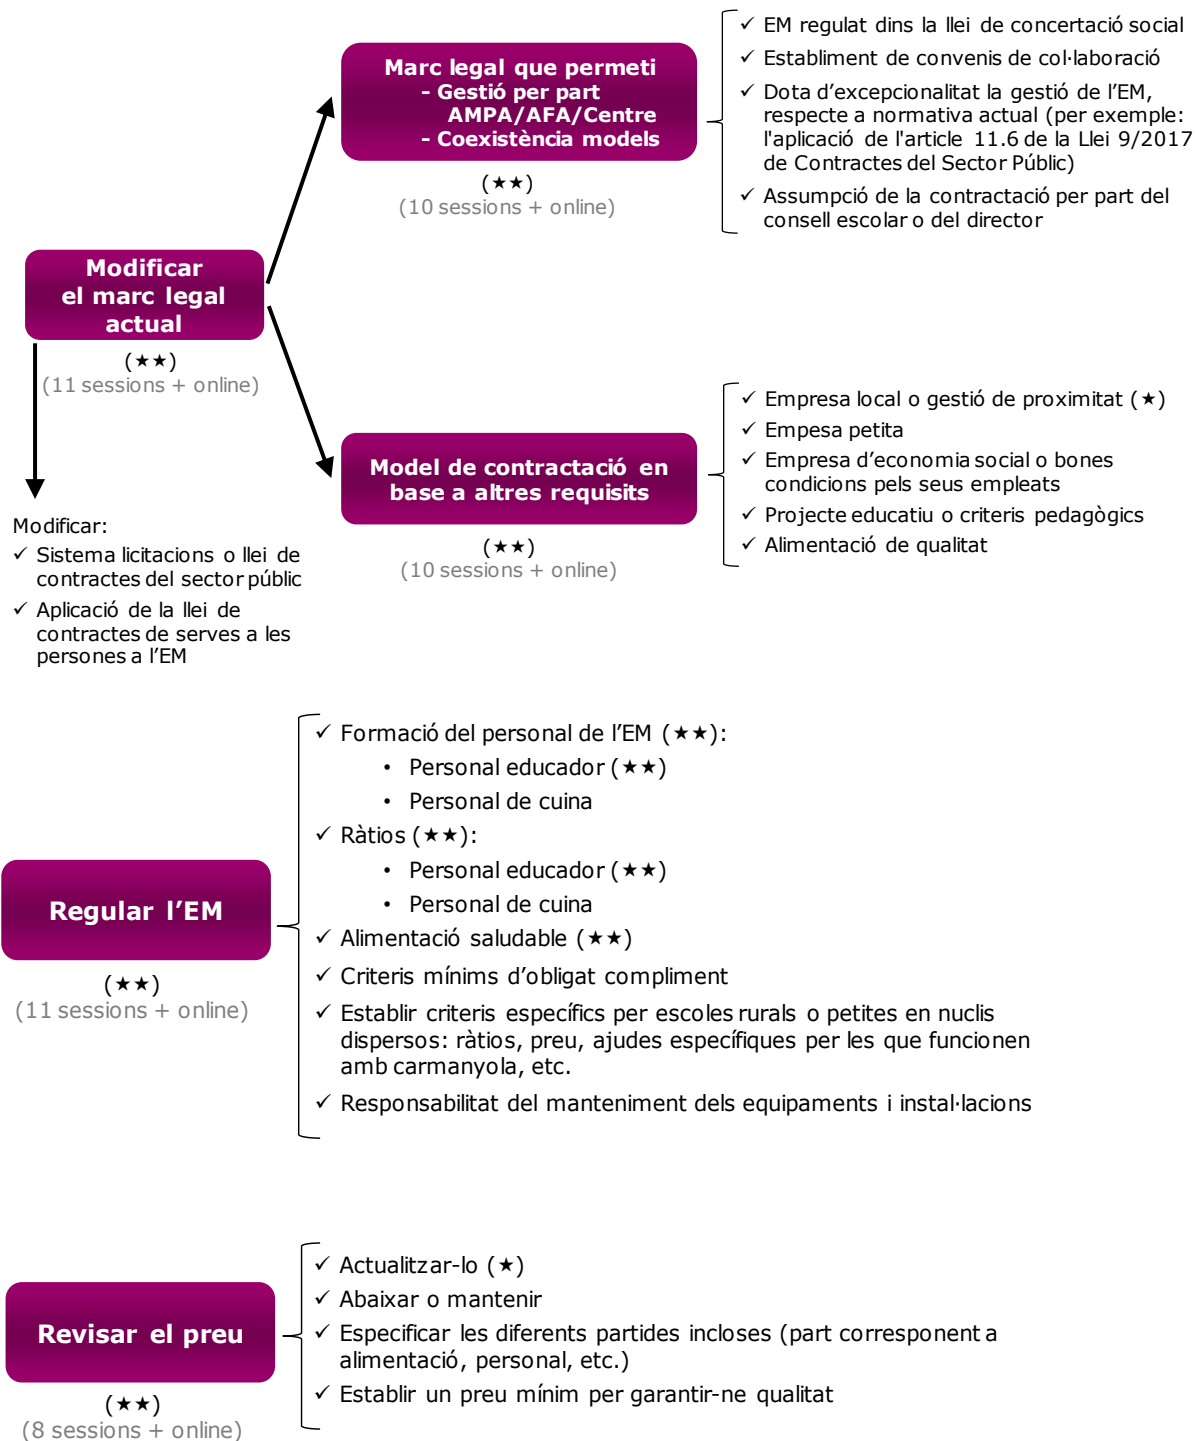 Marc legal que permeti
- Gestió per part
AMPA/AFA/Centre
- Coexistència models
(★★)
(10 sessions + online)
✓ EM regulat dins la llei de concertació social
✓ Establiment de convenis de col·laboració
✓ Dota d’excepcionalitat la gestió de l’EM,
respecte a normativa actual (per exemple:
l'aplicació de l'article 11.6 de la Llei 9/2017
de Contractes del Sector Públic)
✓ Assumpció de la contractació per part del
consell escolar o del director
Modificar
el marc legal
actual
(★★)
(11 sessions + online)
Model de contractació en
base a altres requisits
(★★)
(10 sessions + online)
✓ Empresa local o gestió de proximitat (★)
✓ Empesa petita
✓ Empresa d’economia social o bones
condicions pels seus empleats
✓ Projecte educatiu o criteris pedagògics
✓ Alimentació de qualitat
Modificar:
✓ Sistema licitacions o llei de
contractes del sector públic
✓ Aplicació de la llei de
contractes de serves a les
persones a l’EM
Regular l’EM
(★★)
(11 sessions + online)
✓ Formació del personal de l’EM (★★):
• Personal educador (★★)
• Personal de cuina
✓ Ràtios (★★):
• Personal educador (★★)
• Personal de cuina
✓ Alimentació saludable (★★)
✓ Criteris mínims d’obligat compliment
✓ Establir criteris específics per escoles rurals o petites en nuclis
dispersos: ràtios, preu, ajudes específiques per les que funcionen
amb carmanyola, etc.
✓ Responsabilitat del manteniment dels equipaments i instal·lacions
Revisar el preu
(★★)
(8 sessions + online)
✓ Actualitzar-lo (★)
✓ Abaixar o mantenir
✓ Especificar les diferents partides incloses (part corresponent a
alimentació, personal, etc.)
✓ Establir un preu mínim per garantir-ne qualitat